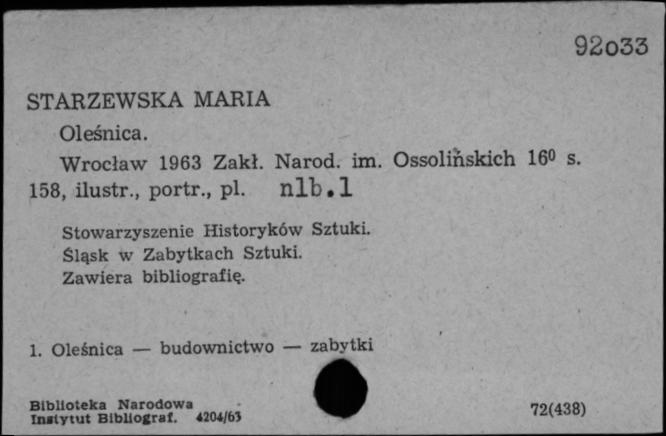 92033
STARZEWSKA MARIA
Oleśnica.
Wrocław 1963 Zakł. Narod. im. Ossolińskich 16⁰ s.
158, ilustr., portr., pl. nlb.1
Stowarzyszenie Historyków Sztuki.
Śląsk w Zabytkach Sztuki.
Zawiera bibliografię.
1. Oleśnica — budownictwo — zabytki
Biblioteka Narodowa
Instytut Bibliograf. 4204/63
72(438)